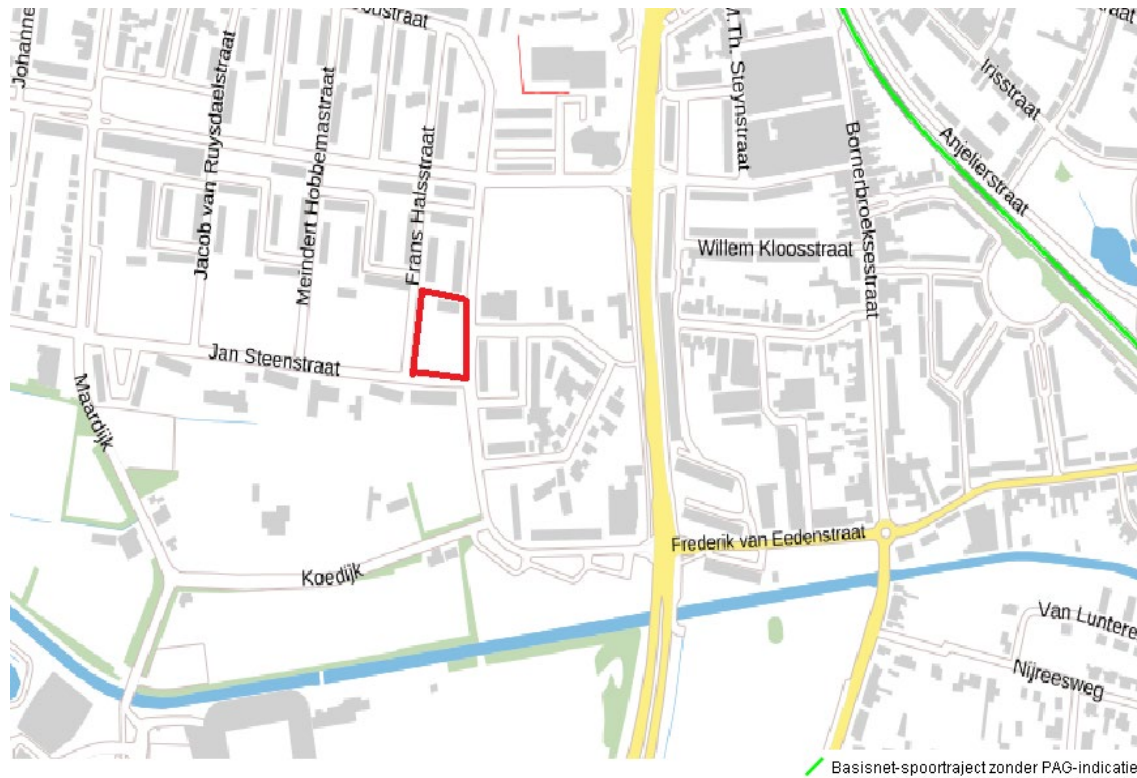 Johanne
Jacob van Ruysdaelstraat
Meindert Hobbemastraat
Frans Halsstraat
M.Th. Steynstraat
Bornerbroeksestraat
Irisstraat
Anjelierstraat
Willem Kloosstraat
Jan Steenstraat
Maardijk
Koedijk
Frederik van Eedenstraat
Van Luntere
Nijreesweg
Basisnet-spoortraject zonder PAG-indicatie